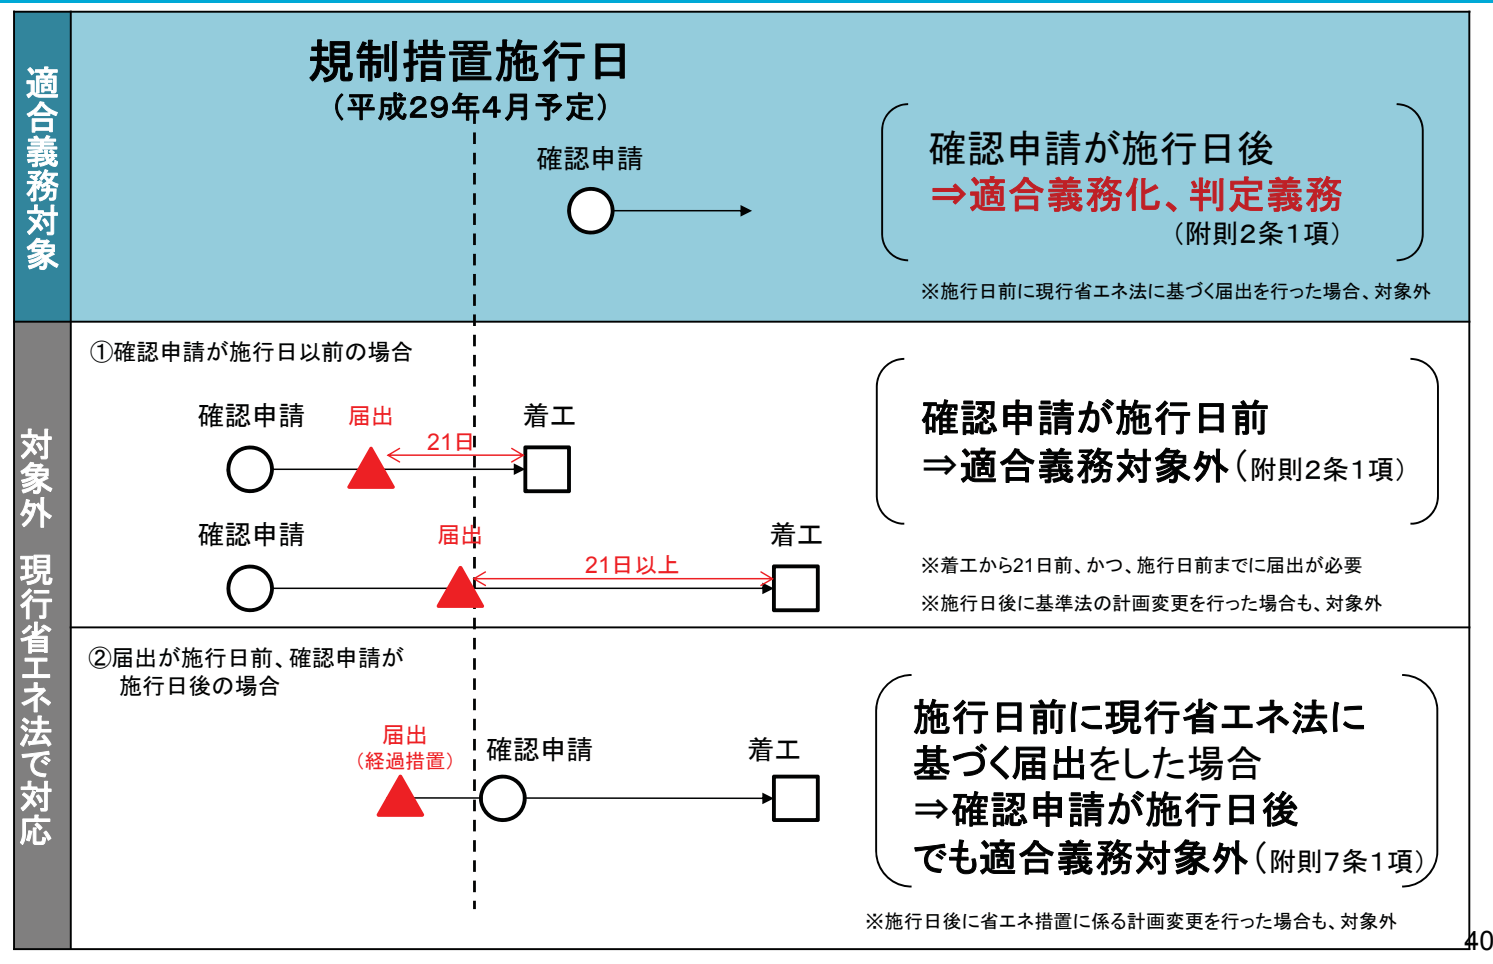 適合義務対象
規制措置施行日
（平成29年4月予定）
確認申請
確認申請が施行日後
⇒適合義務化、判定義務
（附則2条1項）
※施行日前に現行省エネ法に基づく届出を行った場合、対象外
対象外 現行省エネ法で対応
①確認申請が施行日以前の場合
確認申請
届出
着工
21日
確認申請
届出
着工
21日以上
確認申請が施行日前
⇒適合義務対象外（附則2条1項）
※着工から21日前、かつ、施行日前までに届出が必要
※施行日後に基準法の計画変更を行った場合も、対象外
②届出が施行日前、確認申請が
施行日後の場合
届出
（経過措置）
確認申請
着工
施行日前に現行省エネ法に
基づく届出をした場合
⇒確認申請が施行日後
でも適合義務対象外（附則7条1項）
※施行日後に省エネ措置に係る計画変更を行った場合も、対象外
40